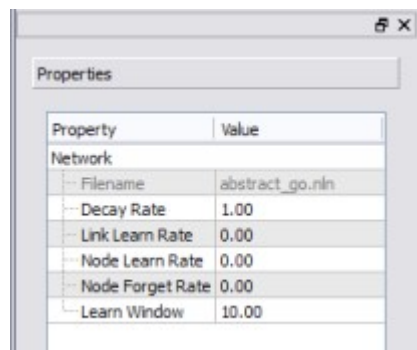 Properties
Property Value
Network
Filename abstract_go.nln
Decay Rate 1.00
Link Learn Rate 0.00
Node Learn Rate 0.00
Node Forget Rate 0.00
Learn Window 10.00